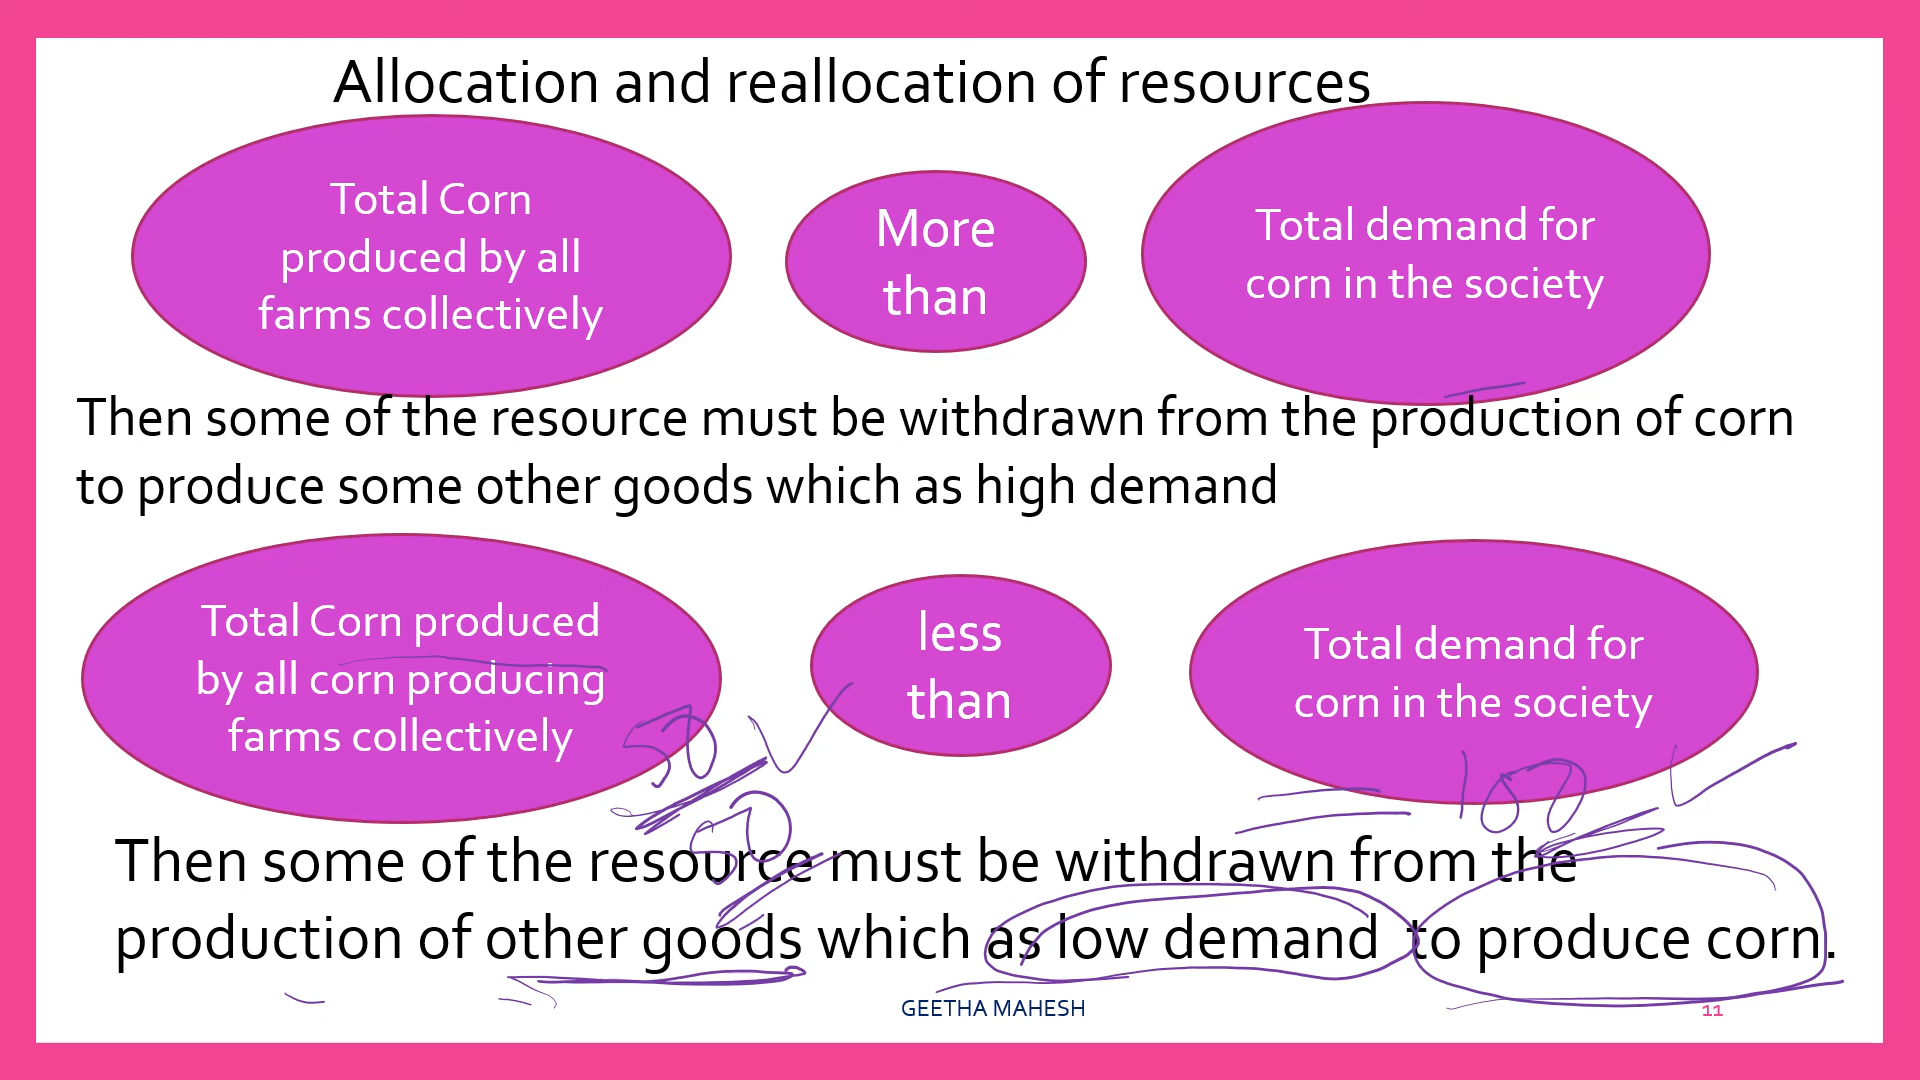 Allocation and reallocation of resources
Total Corn
produced by all
farms collectively
More
than
Total demand for
corn in the society
Then some of the resource must be withdrawn from the production of corn
to produce some other goods which as high demand
Total Corn produced
by all corn producing
farms collectively
less
than
Total demand for
corn in the society
50
100
50
Then some of the resource must be withdrawn from the
production of other goods which as low demand to produce corn.
GEETHA MAHESH
11